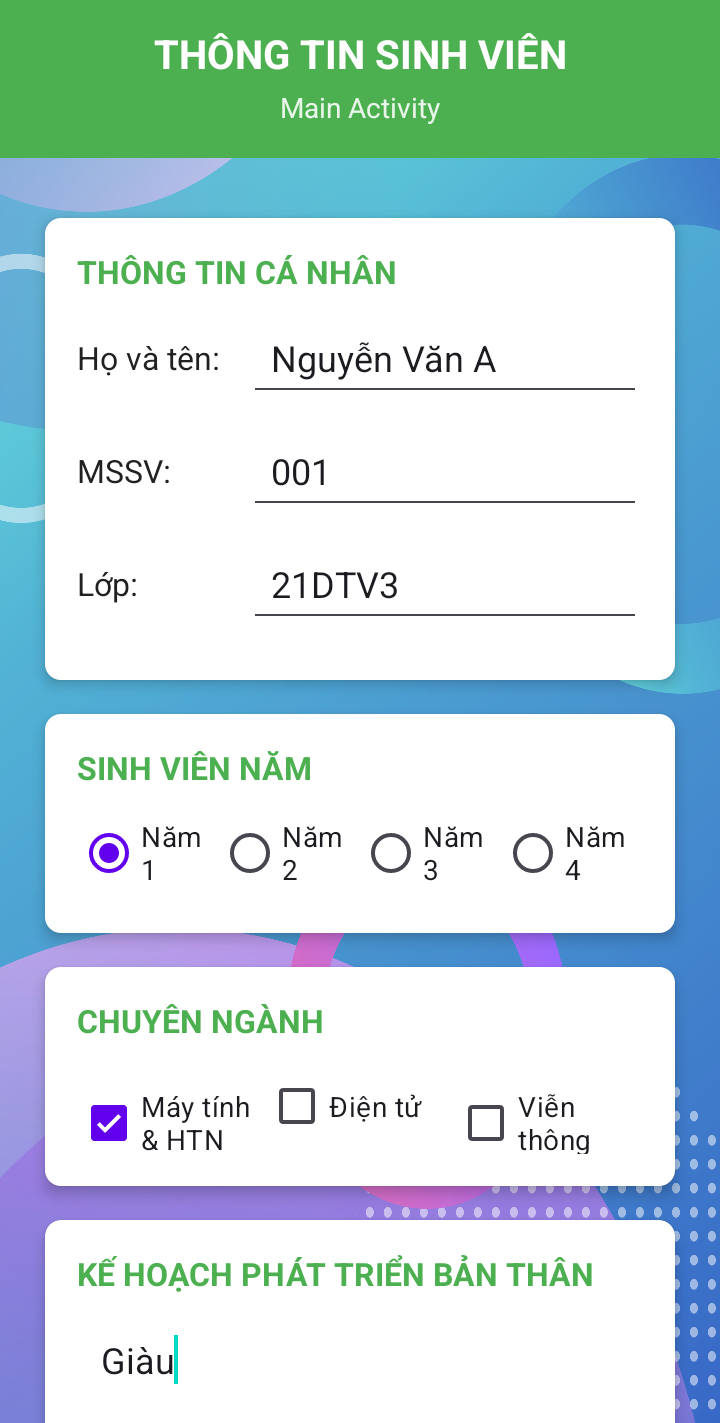 THÔNG TIN SINH VIÊN
Main Activity
THÔNG TIN CÁ NHÂN
Họ và tên: Nguyễn Văn A
MSSV: 001
Lớp: 21DTV3
SINH VIÊN NĂM
Năm 1
Năm 2
Năm 3
Năm 4
CHUYÊN NGÀNH
Máy tính
& HTN
Điện tử
Viễn
thông
KẾ HOẠCH PHÁT TRIỂN BẢN THÂN
Giàu